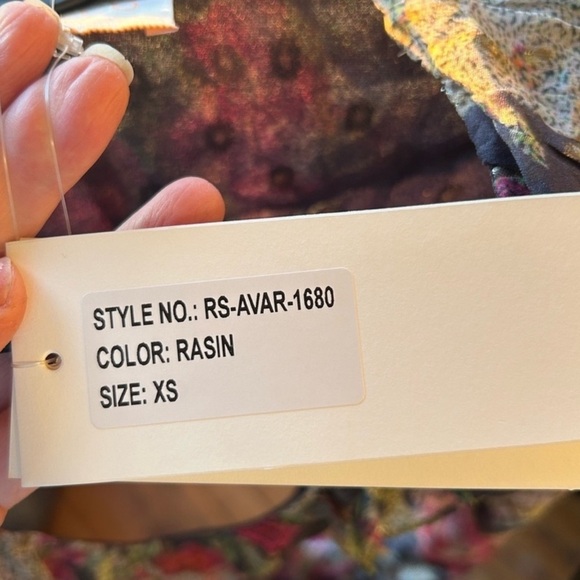 STYLE NO.: RS-AVAR-1680
COLOR: RASIN
SIZE: XS